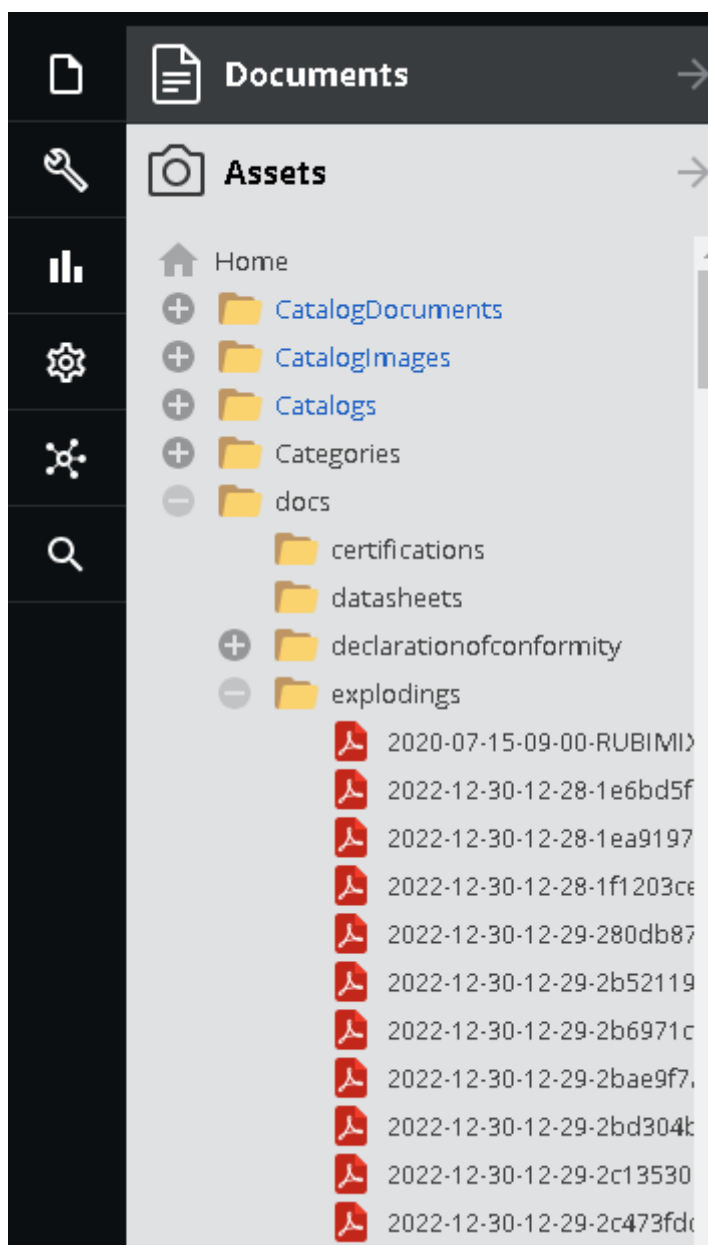 Documents
Assets
Home
CatalogDocuments
CatalogImages
Catalogs
Categories
docs
certifications
datasheets
declarationofconformity
explodings
2020-07-15-09-00-RUBIMIX
2022-12-30-12-28-1e6bd5f
2022-12-30-12-28-1ea9197
2022-12-30-12-28-1f1203ce
2022-12-30-12-29-280db87
2022-12-30-12-29-2b52119
2022-12-30-12-29-2b6971c
2022-12-30-12-29-2bae9f7
2022-12-30-12-29-2bd304b
2022-12-30-12-29-2c13530
2022-12-30-12-29-2c473fd